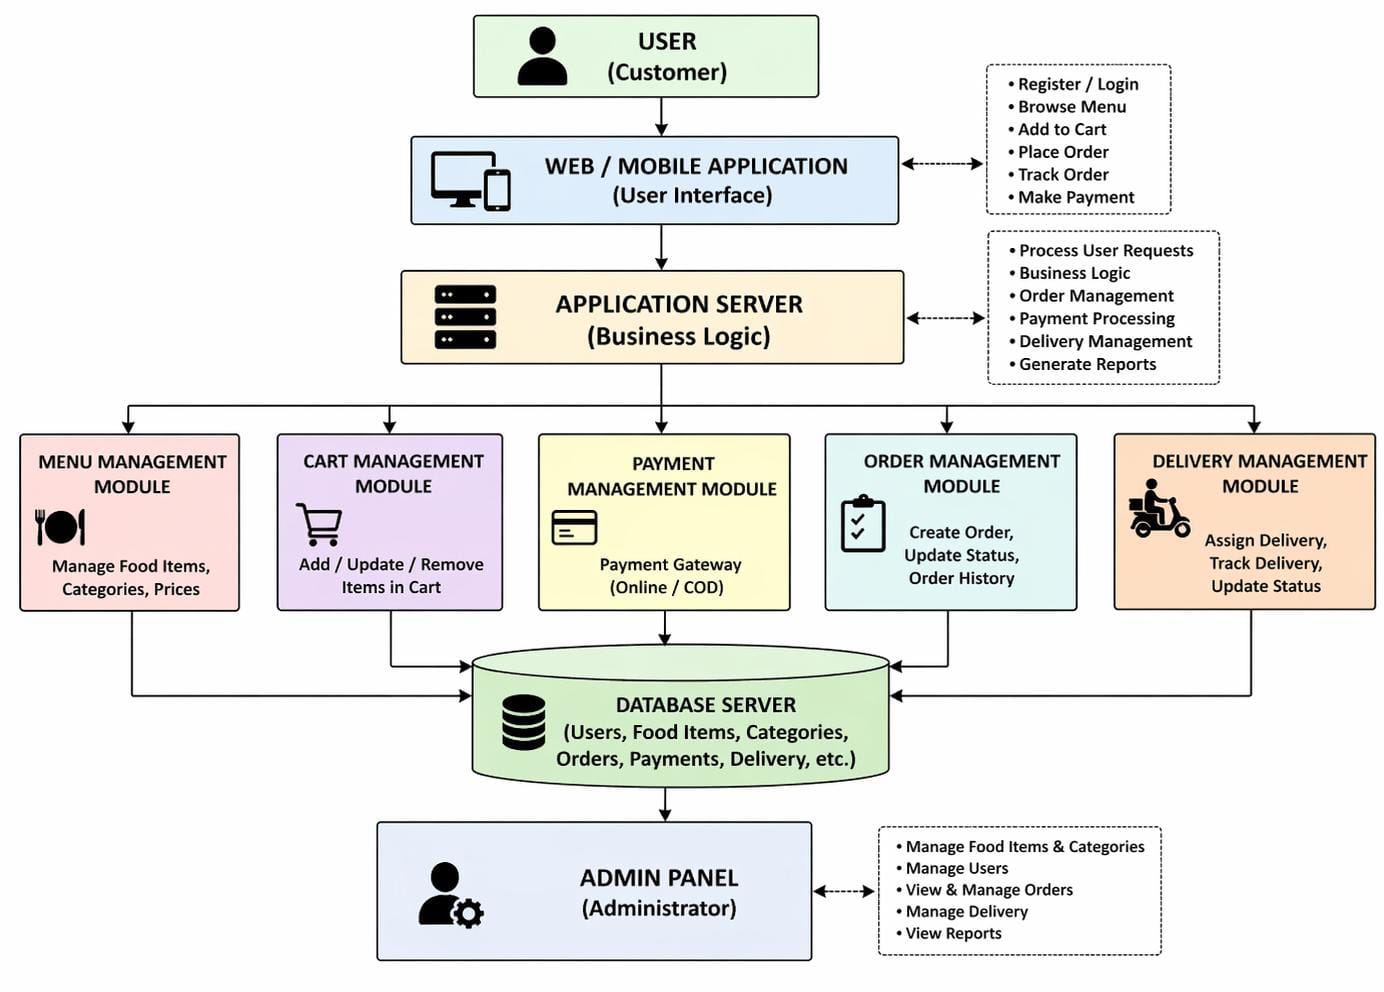 USER
(Customer)
WEB / MOBILE APPLICATION
(User Interface)
• Register / Login
• Browse Menu
• Add to Cart
• Place Order
• Track Order
• Make Payment
APPLICATION SERVER
(Business Logic)
• Process User Requests
• Business Logic
• Order Management
• Payment Processing
• Delivery Management
• Generate Reports
MENU MANAGEMENT
MODULE
Manage Food Items,
Categories, Prices
CART MANAGEMENT
MODULE
Add / Update / Remove
Items in Cart
PAYMENT
MANAGEMENT MODULE
Payment Gateway
(Online / COD)
ORDER MANAGEMENT
MODULE
Create Order,
Update Status,
Order History
DELIVERY MANAGEMENT
MODULE
Assign Delivery,
Track Delivery,
Update Status
DATABASE SERVER
(Users, Food Items, Categories,
Orders, Payments, Delivery, etc.)
ADMIN PANEL
(Administrator)
• Manage Food Items & Categories
• Manage Users
• View & Manage Orders
• Manage Delivery
• View Reports